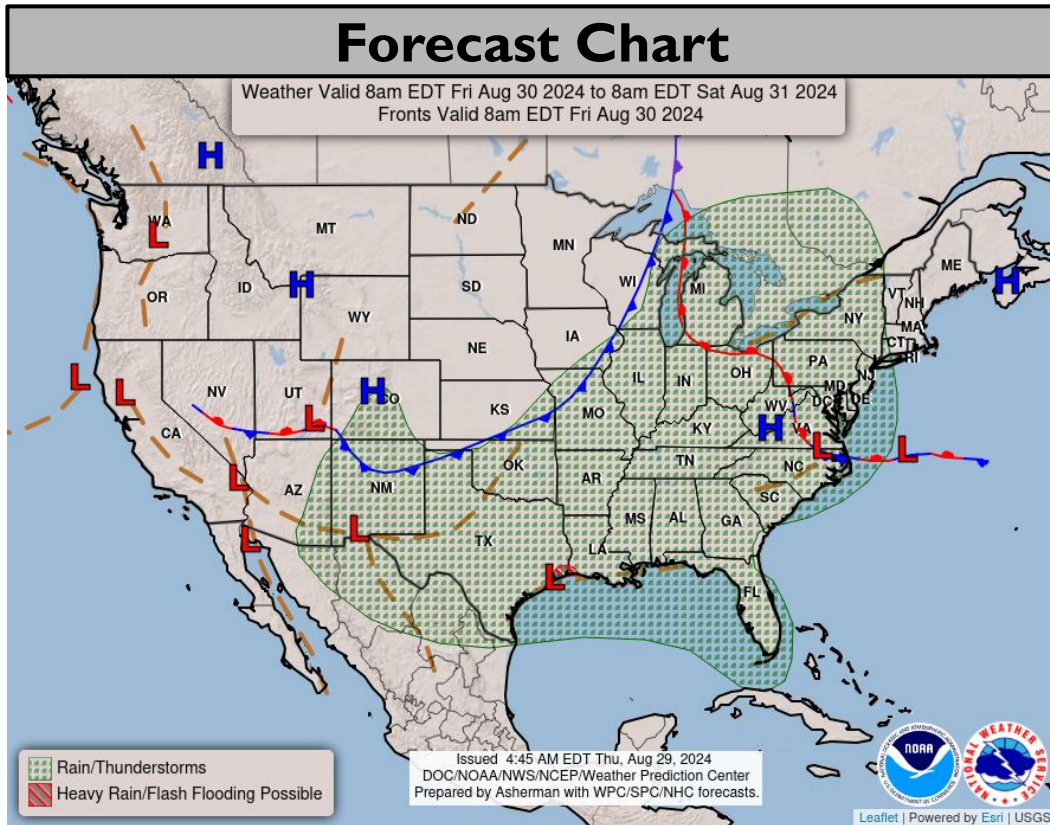 Forecast Chart
Weather Valid 8am EDT Fri Aug 30 2024 to 8am EDT Sat Aug 31 2024
Fronts Valid 8am EDT Fri Aug 30 2024
H
WA
L
MT
ND
MN
ME
OR
ID
H
SD
WI
MI
VT
NH
H
WY
NY
MA
CT
RI
L
L
NV
UT
H
CO
NE
IA
IL
IN
OH
PA
NJ
MD
DE
DC
WV
VA
H
CA
L
KS
MO
KY
L
L
AZ
L
NM
OK
AR
TN
NC
SC
L
L
TX
LA
MS
AL
GA
L
FL
Rain/Thunderstorms
Heavy Rain/Flash Flooding Possible
Issued 4:45 AM EDT Thu, Aug 29, 2024
DOC/NOAA/NWS/NCEP/Weather Prediction Center
Prepared by Asherman with WPC/SPC/NHC forecasts.
NOAA
NATIONAL WEATHER SERVICE
Leaflet | Powered by Esri | USGS